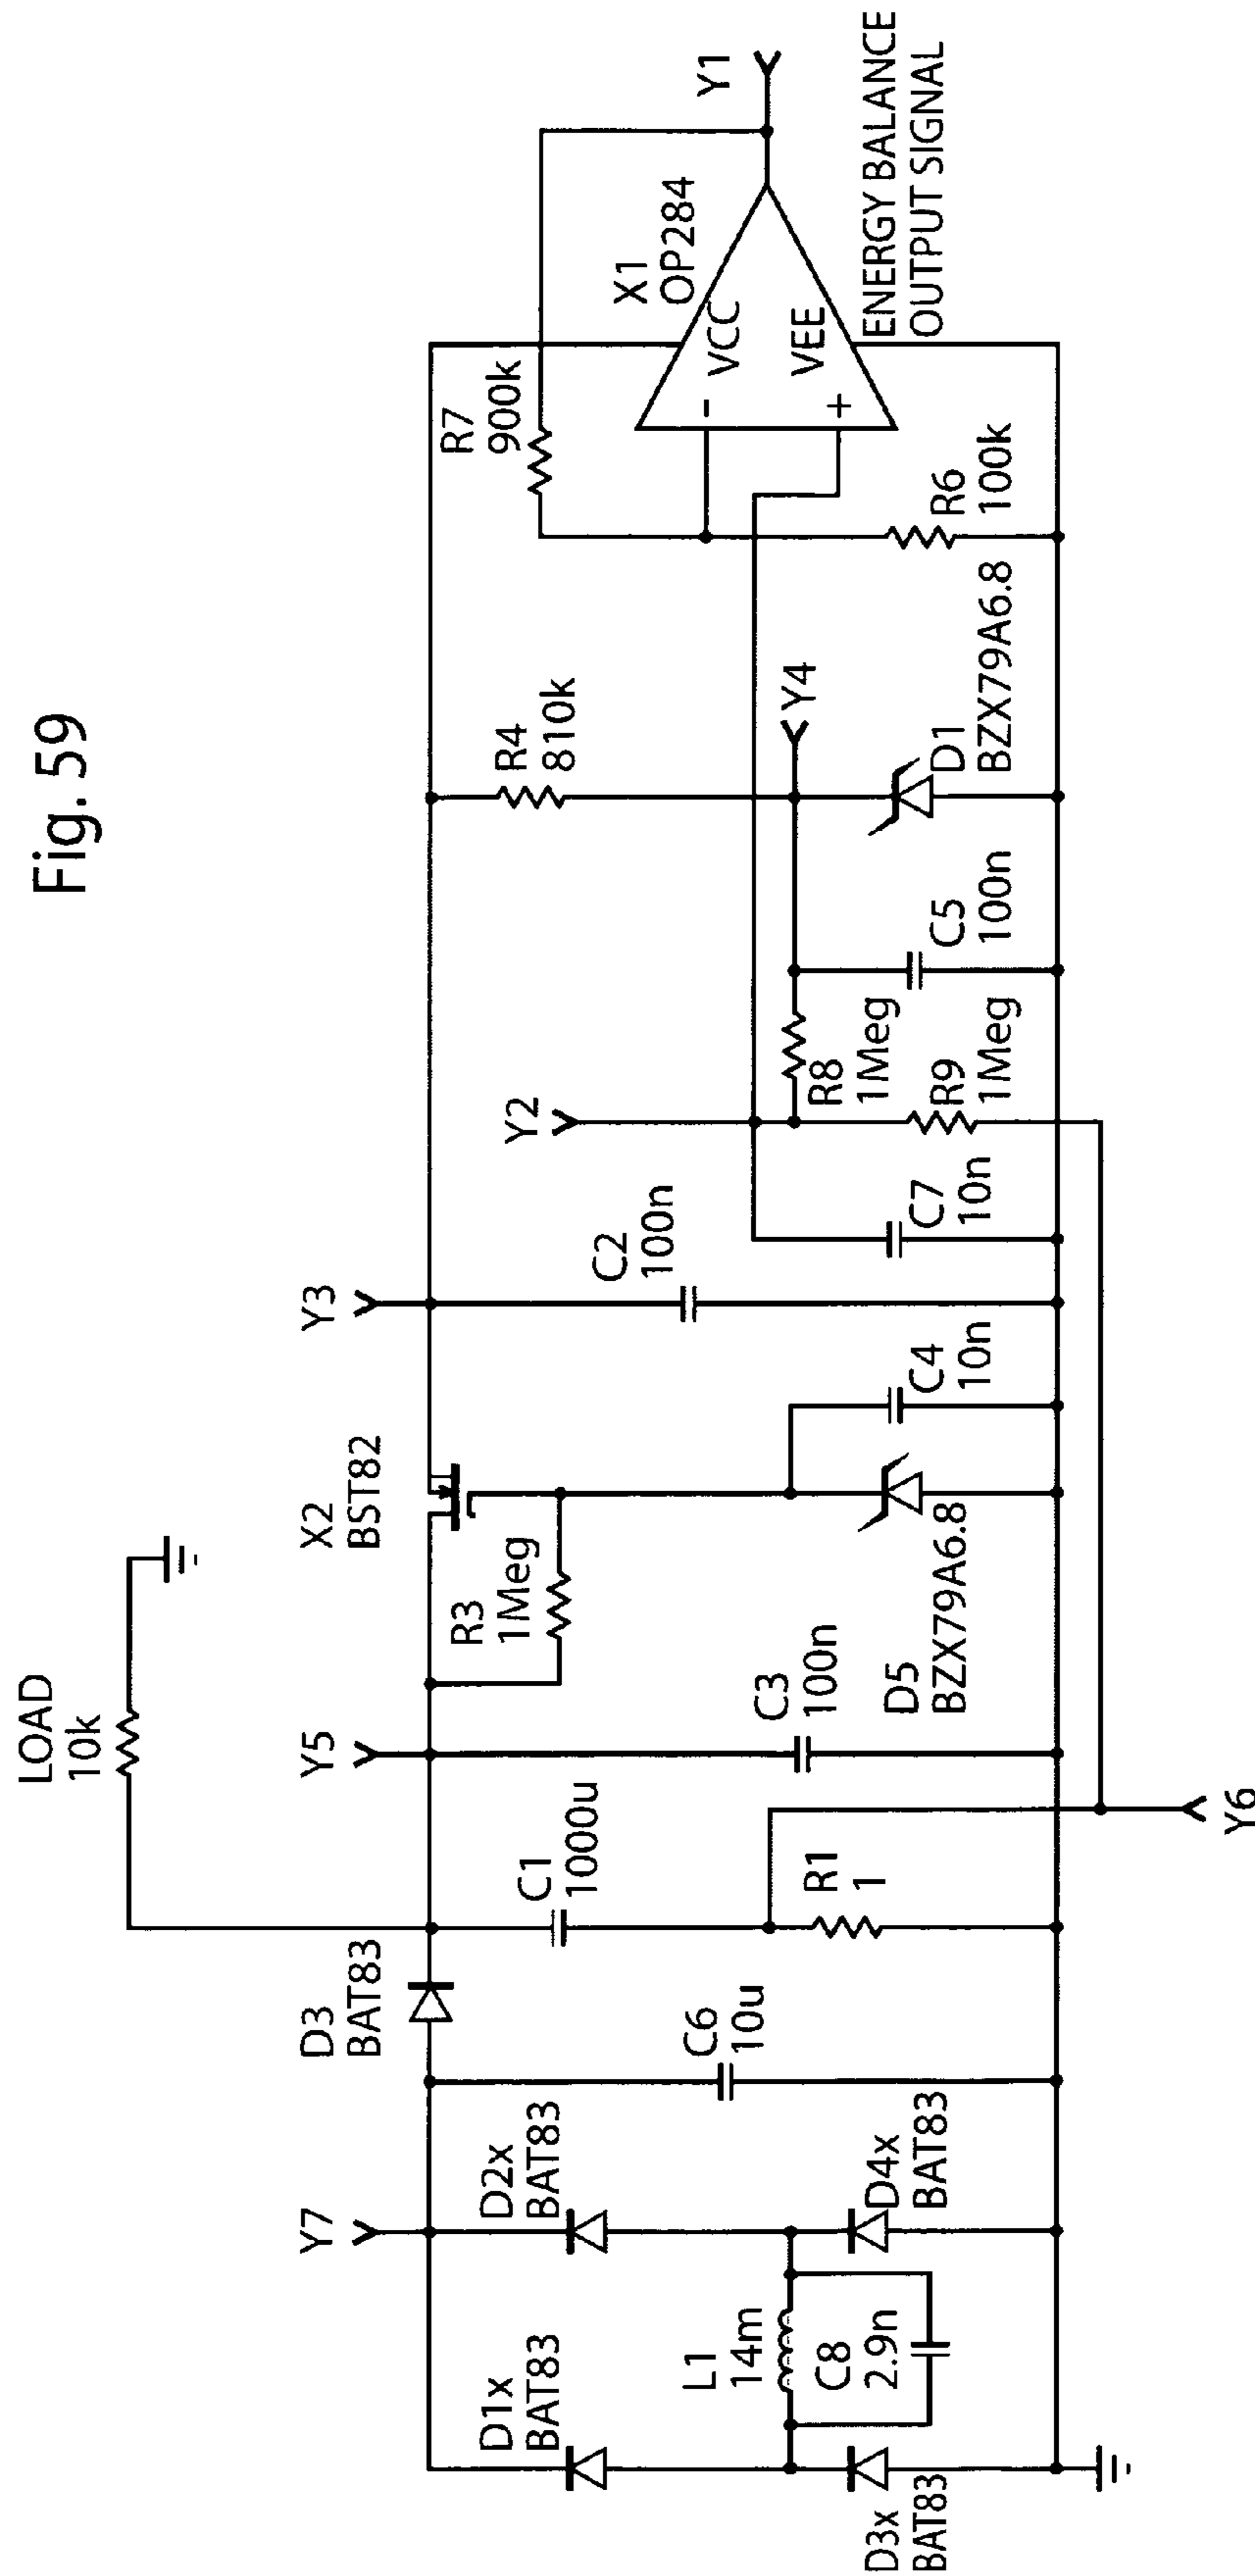 Fig. 59
LOAD
10k
D1x
BAT83
D3x
BAT83
L1
14m
C8
2.9n
Y7
D2x
BAT83
D4x
BAT83
C6
10u
D3
BAT83
C1
1000u
R1
1
Y6
Y5
C3
100n
R3
1Meg
X2
BST82
D5
BZX79A6.8
C4
10n
Y3
C2
100n
C7
10n
Y2
R8
1Meg
R9
1Meg
C5
100n
R4
810k
Y4
D1
BZX79A6.8
R7
900k
R6
100k
X1
OP284
VCC
VEE
-
+
Y1
ENERGY BALANCE
OUTPUT SIGNAL